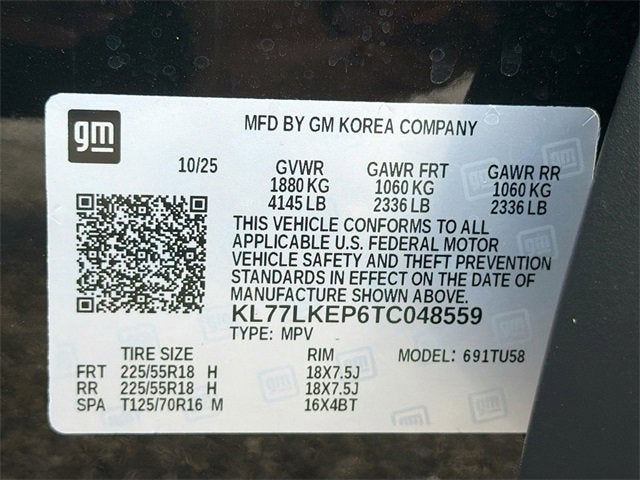 gm
MFD BY GM KOREA COMPANY
10/25 GVWR GAWR FRT GAWR RR
1880 KG 1060 KG 1060 KG
4145 LB 2336 LB 2336 LB
THIS VEHICLE CONFORMS TO ALL
APPLICABLE U.S. FEDERAL MOTOR
VEHICLE SAFETY AND THEFT PREVENTION
STANDARDS IN EFFECT ON THE DATE OF
MANUFACTURE SHOWN ABOVE.
KL77LKEP6TC048559
TYPE: MPV
TIRE SIZE RIM MODEL: 691TU58
FRT 225/55R18 H 18X7.5J
RR 225/55R18 H 18X7.5J
SPA T125/70R16 M 16X4BT